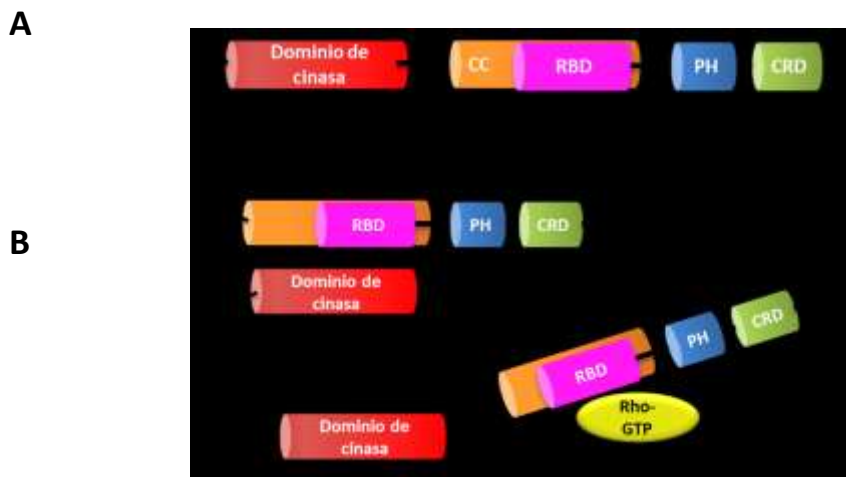 A
Dominio de
cinasa
CC
RBD
PH
CRD
B
RBD
PH
CRD
Dominio de
cinasa
RBD
PH
CRD
Rho-
GTP
Dominio de
cinasa